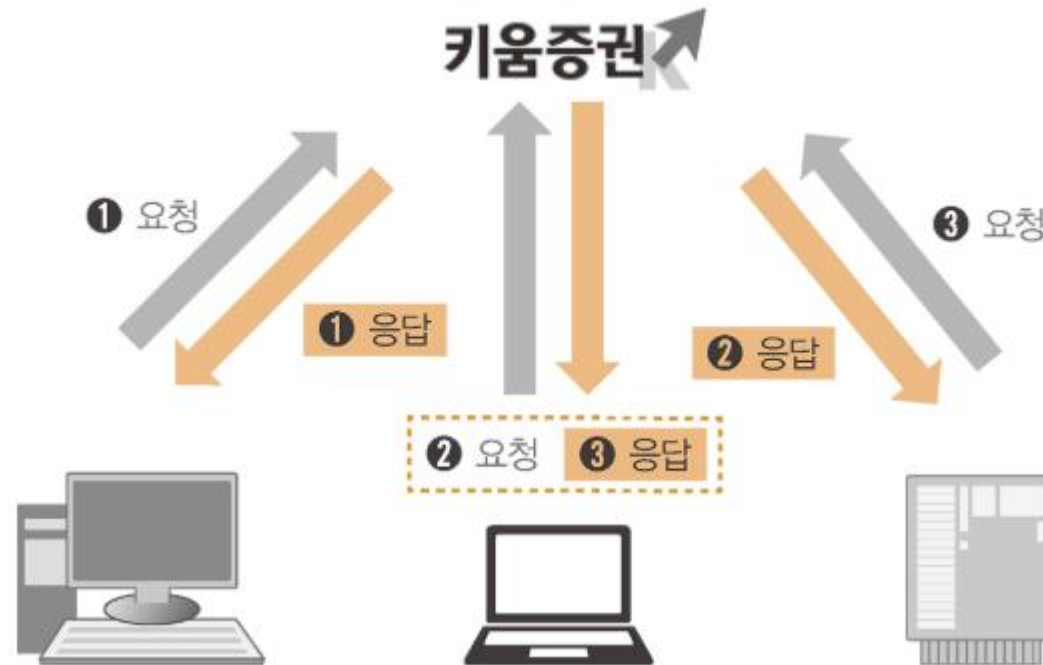 키움증권
❶ 요청
❸ 요청
❶ 응답
❷ 응답
❷ 요청 ❸ 응답